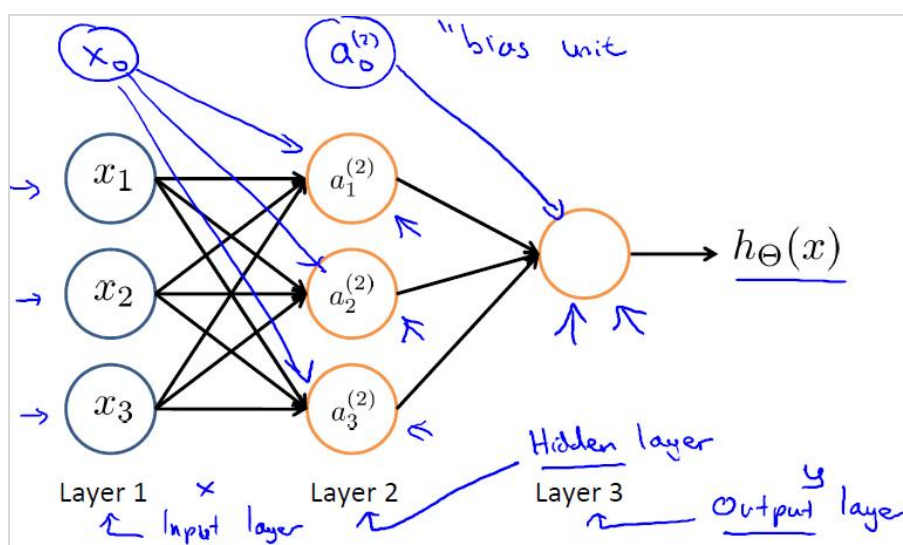 x₀ a₀⁽²⁾ "bias unit
x₁ a₁⁽²⁾
h_Θ(x)
x₂ a₂⁽²⁾
x₃ a₃⁽²⁾
Hidden layer
Layer 1 x Layer 2 Layer 3 y
Input layer Output layer